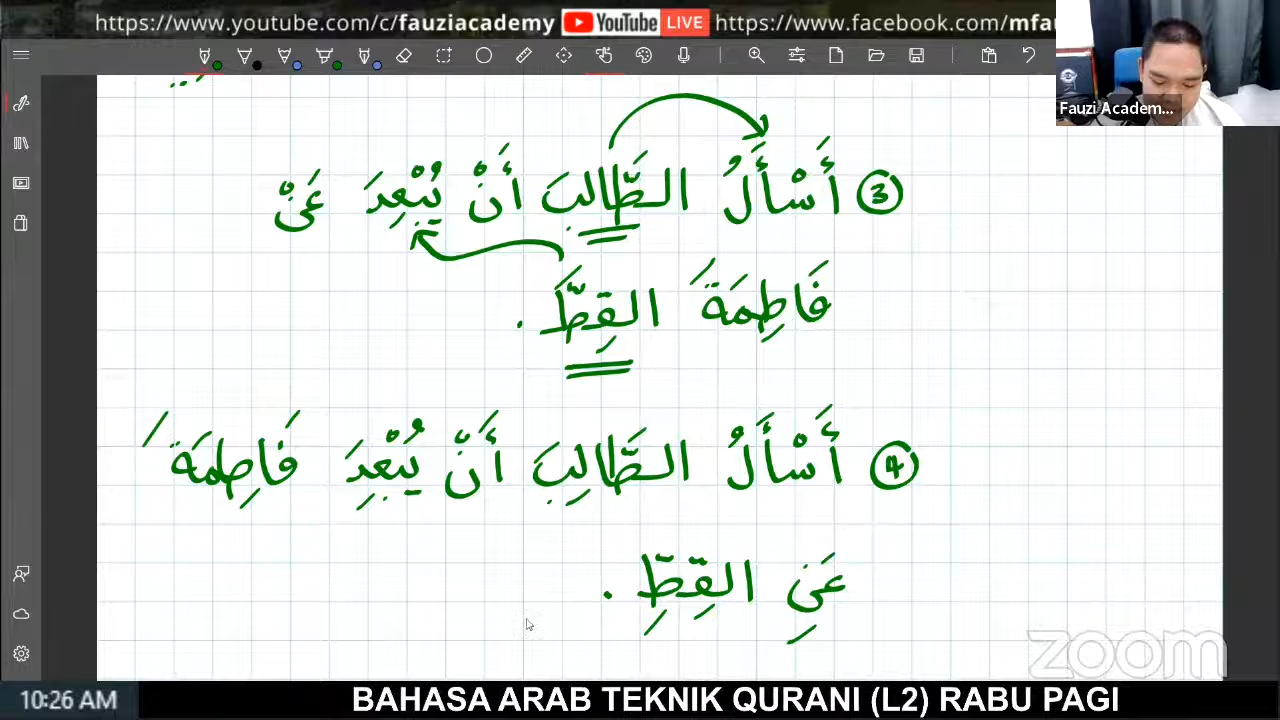 https://www.youtube.com/c/fauziacademy YouTube LIVE https://www.facebook.com/mfau
Fauzi Academ...
③ أَسْأَلُ الطَّالِبَ أَنْ يُبْعِدَ عَنْ
فَاطِمَةَ القِطَّ.
④ أَسْأَلُ الطَّالِبَ أَنْ يُبْعِدَ فَاطِمَةَ
عَنِ القِطِّ.
zoom
10:26 AM BAHASA ARAB TEKNIK QURANI (L2) RABU PAGI